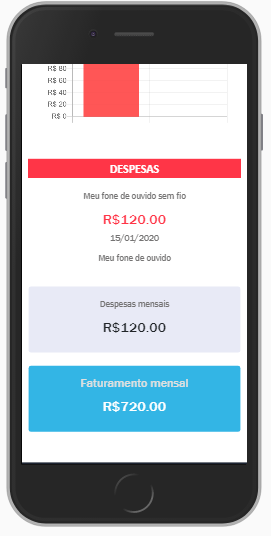 R$ 80
R$ 60
R$ 40
R$ 20
R$ 0
DESPESAS
Meu fone de ouvido sem fio
R$120.00
15/01/2020
Meu fone de ouvido
Despesas mensais
R$120.00
Faturamento mensal
R$720.00